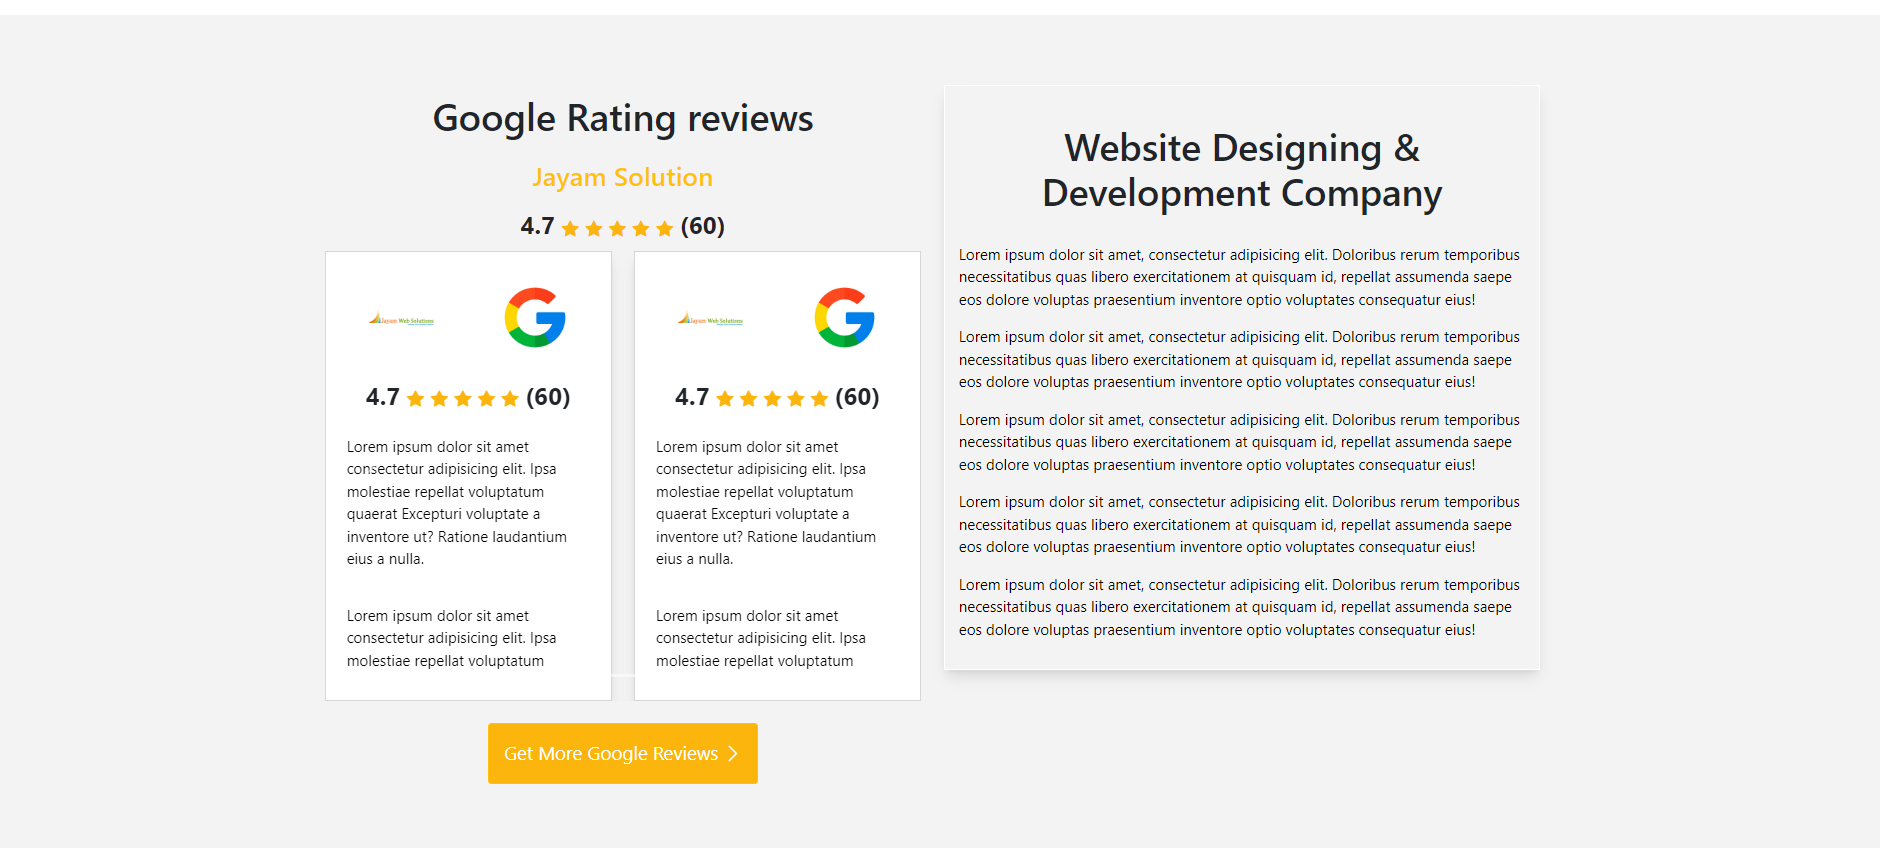 Google Rating reviews
Jayam Solution
4.7 (60)
Jayam Web Solutions
4.7 (60)
Lorem ipsum dolor sit amet
consectetur adipisicing elit. Ipsa
molestiae repellat voluptatum
quaerat Excepturi voluptate a
inventore ut? Ratione laudantium
eius a nulla.
Lorem ipsum dolor sit amet
consectetur adipisicing elit. Ipsa
molestiae repellat voluptatum
Jayam Web Solutions
4.7 (60)
Lorem ipsum dolor sit amet
consectetur adipisicing elit. Ipsa
molestiae repellat voluptatum
quaerat Excepturi voluptate a
inventore ut? Ratione laudantium
eius a nulla.
Lorem ipsum dolor sit amet
consectetur adipisicing elit. Ipsa
molestiae repellat voluptatum
Get More Google Reviews
Website Designing &
Development Company
Lorem ipsum dolor sit amet, consectetur adipisicing elit. Doloribus rerum temporibus
necessitatibus quas libero exercitationem at quisquam id, repellat assumenda saepe
eos dolore voluptas praesentium inventore optio voluptates consequatur eius!
Lorem ipsum dolor sit amet, consectetur adipisicing elit. Doloribus rerum temporibus
necessitatibus quas libero exercitationem at quisquam id, repellat assumenda saepe
eos dolore voluptas praesentium inventore optio voluptates consequatur eius!
Lorem ipsum dolor sit amet, consectetur adipisicing elit. Doloribus rerum temporibus
necessitatibus quas libero exercitationem at quisquam id, repellat assumenda saepe
eos dolore voluptas praesentium inventore optio voluptates consequatur eius!
Lorem ipsum dolor sit amet, consectetur adipisicing elit. Doloribus rerum temporibus
necessitatibus quas libero exercitationem at quisquam id, repellat assumenda saepe
eos dolore voluptas praesentium inventore optio voluptates consequatur eius!
Lorem ipsum dolor sit amet, consectetur adipisicing elit. Doloribus rerum temporibus
necessitatibus quas libero exercitationem at quisquam id, repellat assumenda saepe
eos dolore voluptas praesentium inventore optio voluptates consequatur eius!